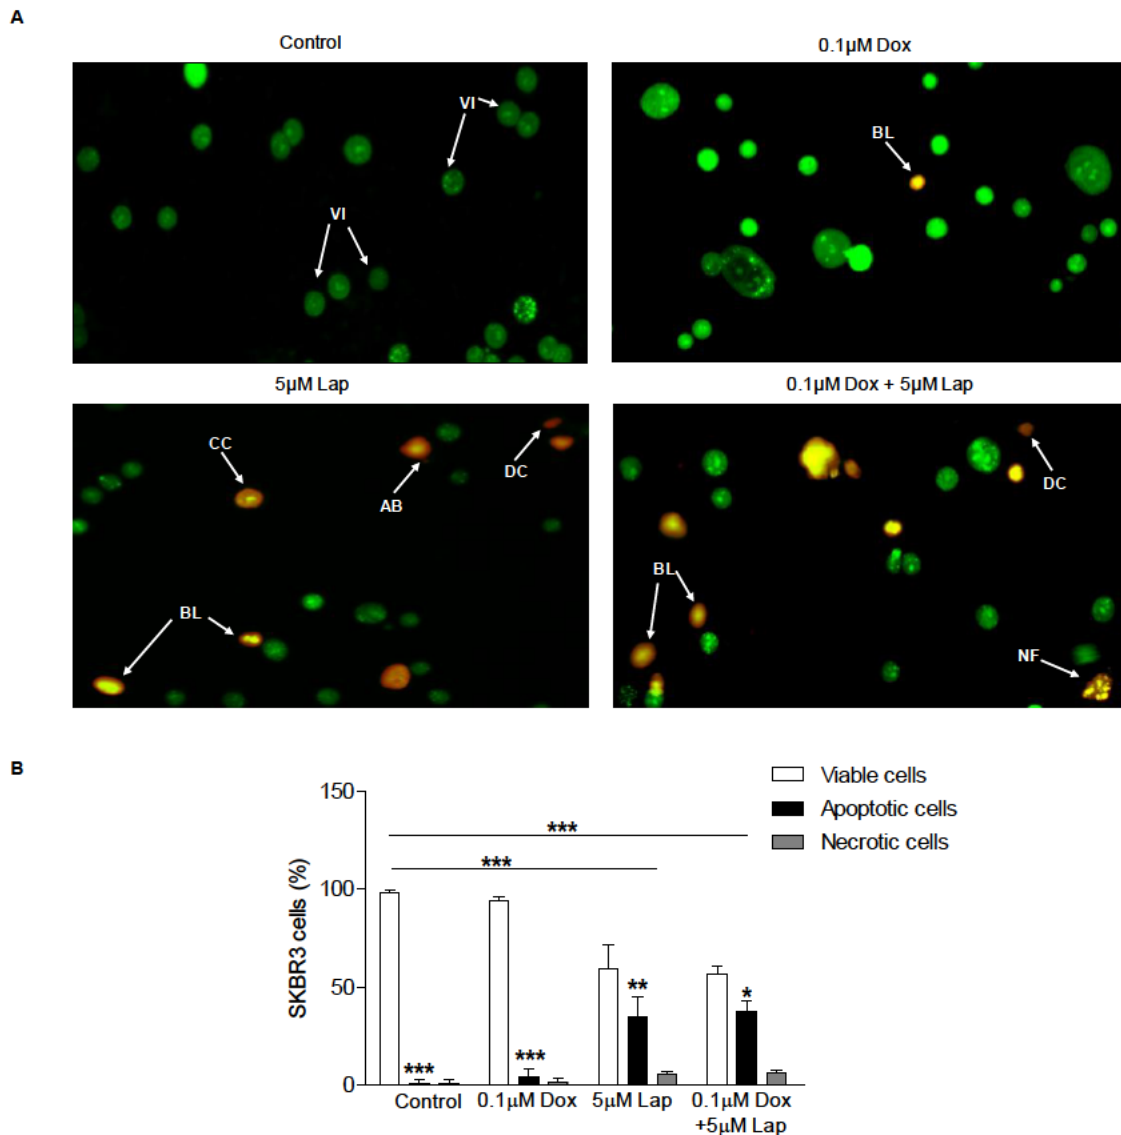 A
Control
0.1µM Dox
VI
VI
BL
5µM Lap
0.1µM Dox + 5µM Lap
CC
AB
DC
BL
DC
BL
NF
B
Viable cells
Apoptotic cells
Necrotic cells
SKBR3 cells (%)
150
100
50
0
***
***
***
***
**
*
Control
0.1µM Dox
5µM Lap
0.1µM Dox
+5µM Lap